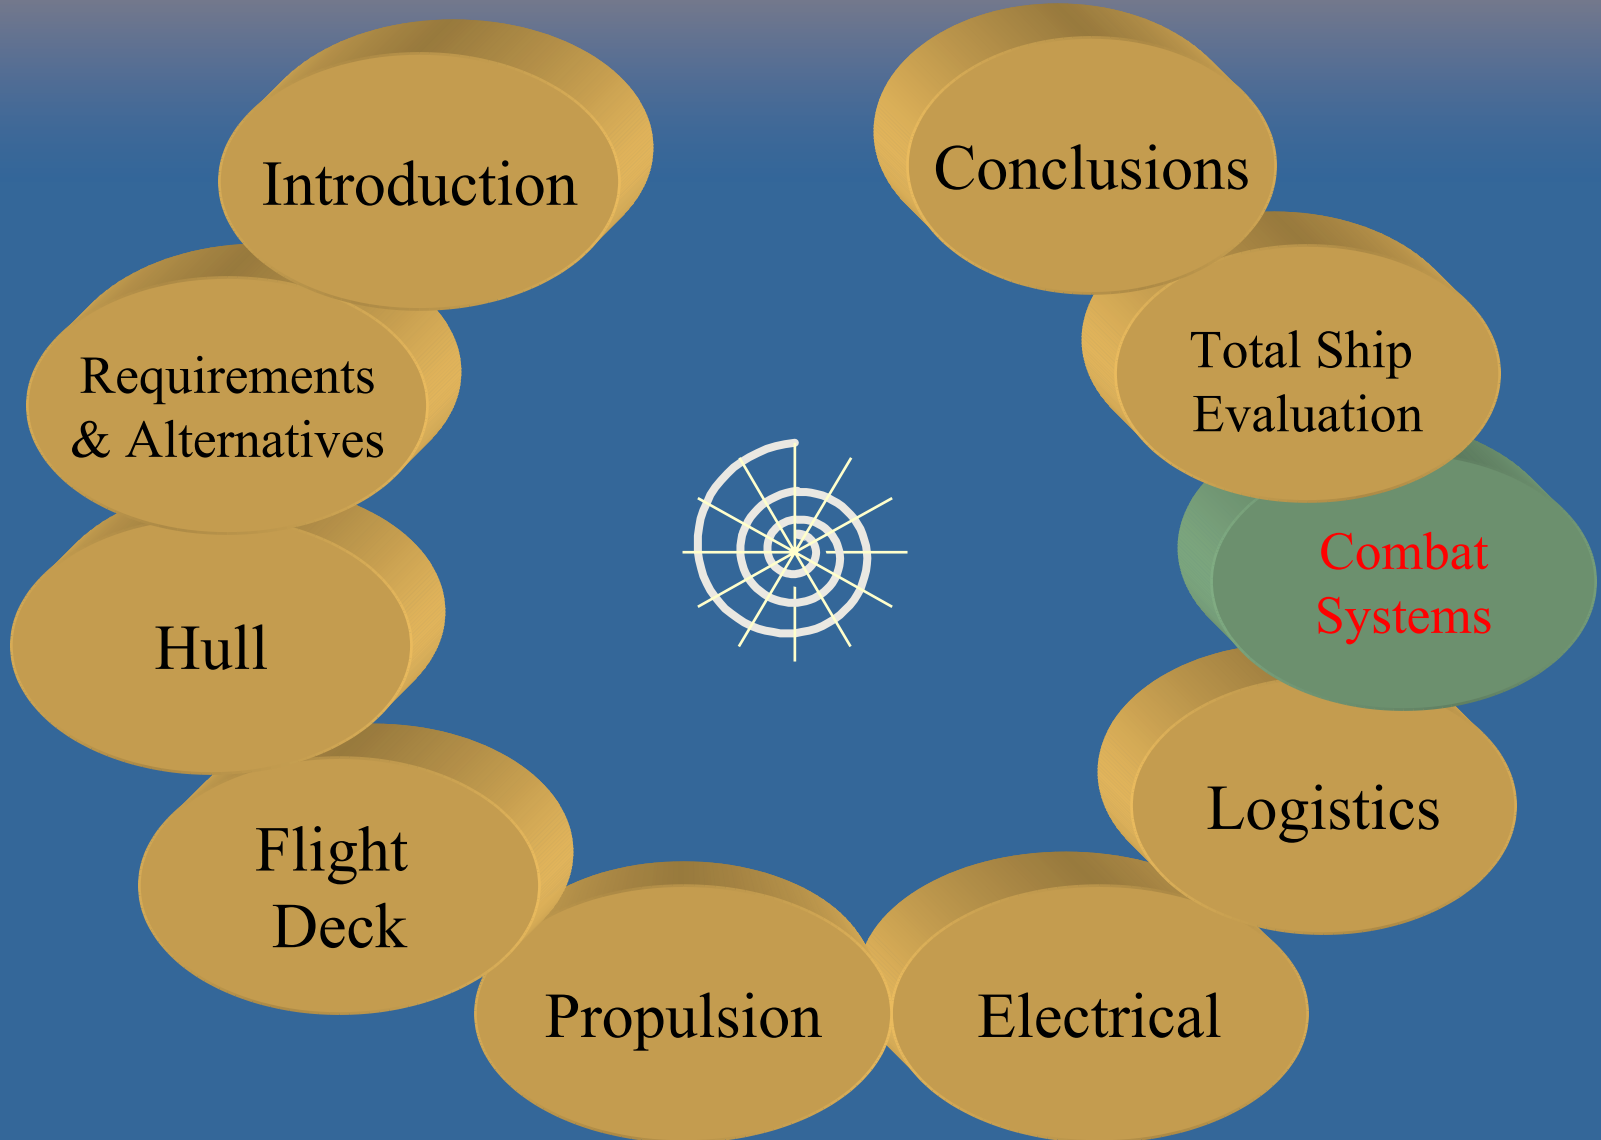 Introduction
Requirements
& Alternatives
Hull
Flight
Deck
Propulsion
Electrical
Logistics
Combat
Systems
Total Ship
Evaluation
Conclusions